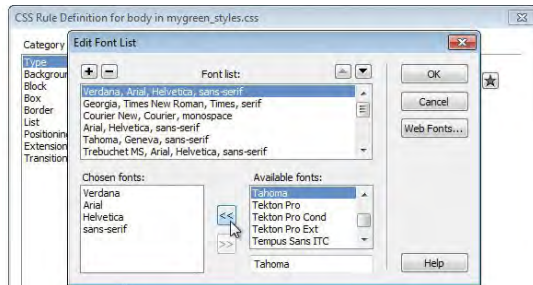 CSS Rule Definition for body in mygreen_styles.css
Category
Edit Font List
Type
Background
Block
Box
Border
List
Positioning
Extension
Transition
Font list:
Verdana, Arial, Helvetica, sans-serif
Georgia, Times New Roman, Times, serif
Courier New, Courier, monospace
Arial, Helvetica, sans-serif
Tahoma, Geneva, sans-serif
Trebuchet MS, Arial, Helvetica, sans-serif
OK
Cancel
Web Fonts...
Chosen fonts:
Verdana
Arial
Helvetica
sans-serif
<<
>>
Available fonts:
Tahoma
Tekton Pro
Tekton Pro Cond
Tekton Pro Ext
Tempus Sans ITC
Tahoma
Help